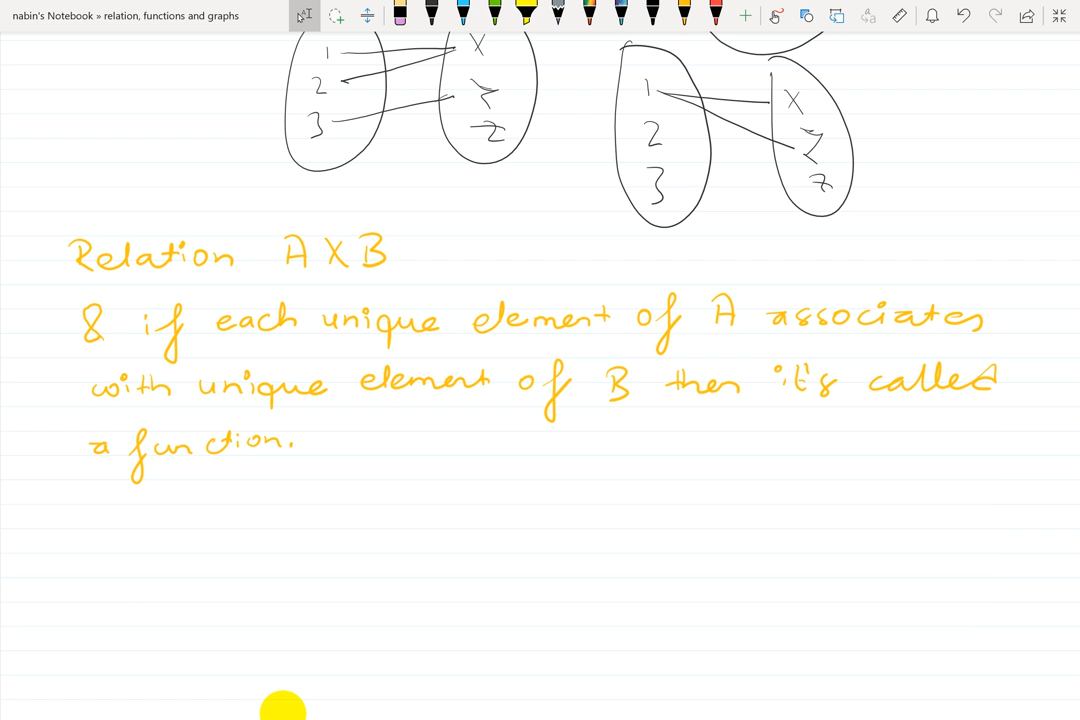 nabin's Notebook » relation, functions and graphs
1 x
2 y
3 z
1 x
2 y
3 z
Relation A X B
& if each unique element of A associates
with unique element of B then it's called
a function.